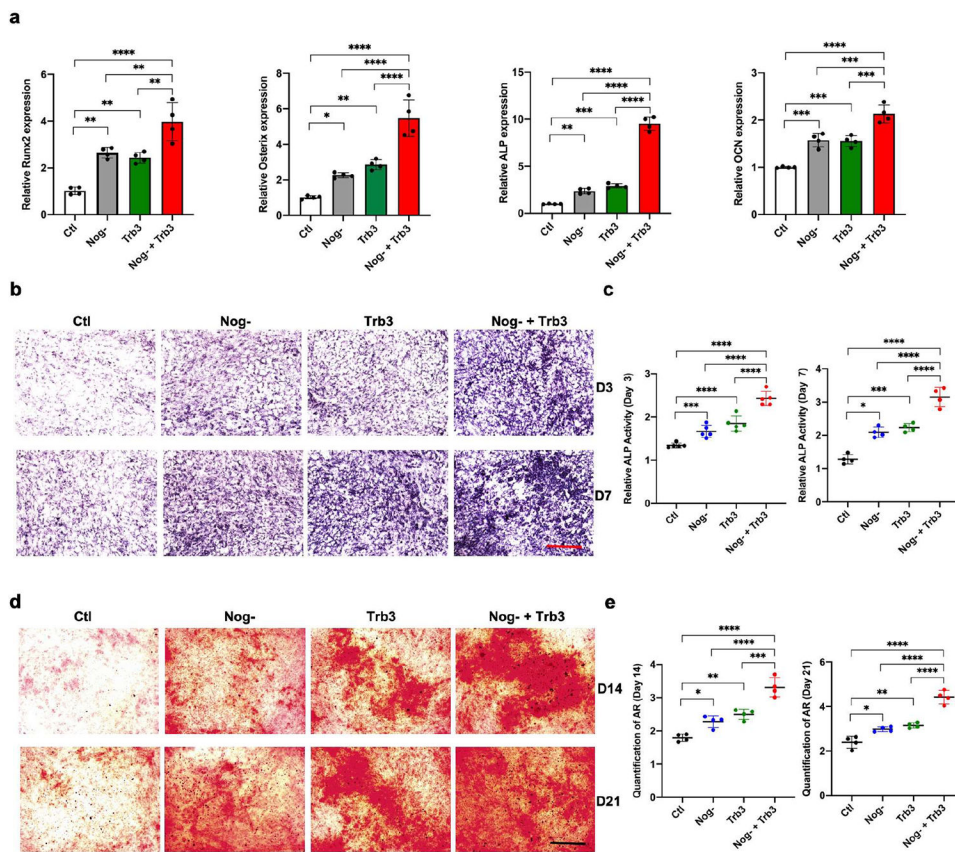 a
Relative Runx2 expression
6
4
2
0
****
**
**
**
**
Ctl
Nog-
Trb3
Nog- + Trb3
Relative Osterix expression
8
6
4
2
0
****
****
**
****
*
Ctl
Nog-
Trb3
Nog- + Trb3
Relative ALP expression
15
10
5
0
****
****
***
****
**
Ctl
Nog-
Trb3
Nog- + Trb3
Relative OCN expression
3
2
1
0
****
***
***
***
***
Ctl
Nog-
Trb3
Nog- + Trb3
b
Ctl
Nog-
Trb3
Nog- + Trb3
D3
D7
c
Relative ALP Activity (Day 3)
4
3
2
1
0
****
****
****
****
***
Ctl
Nog-
Trb3
Nog- + Trb3
Relative ALP Activity (Day 7)
4
3
2
1
0
****
****
***
****
*
Ctl
Nog-
Trb3
Nog- + Trb3
d
Ctl
Nog-
Trb3
Nog- + Trb3
D14
D21
e
Quantification of AR (Day 14)
4
3
2
1
0
****
****
**
***
*
Ctl
Nog-
Trb3
Nog- + Trb3
Quantification of AR (Day 21)
6
4
2
0
****
****
**
****
*
Ctl
Nog-
Trb3
Nog- + Trb3